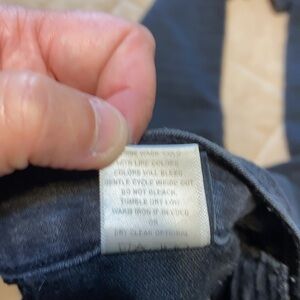 WASH COLD
WITH LIKE COLORS
COLORS WILL BLEED
GENTLE CYCLE INSIDE OUT
DO NOT BLEACH.
TUMBLE DRY LOW
WARM IRON IF NEEDED
OR
DRY CLEAN OPTIONAL